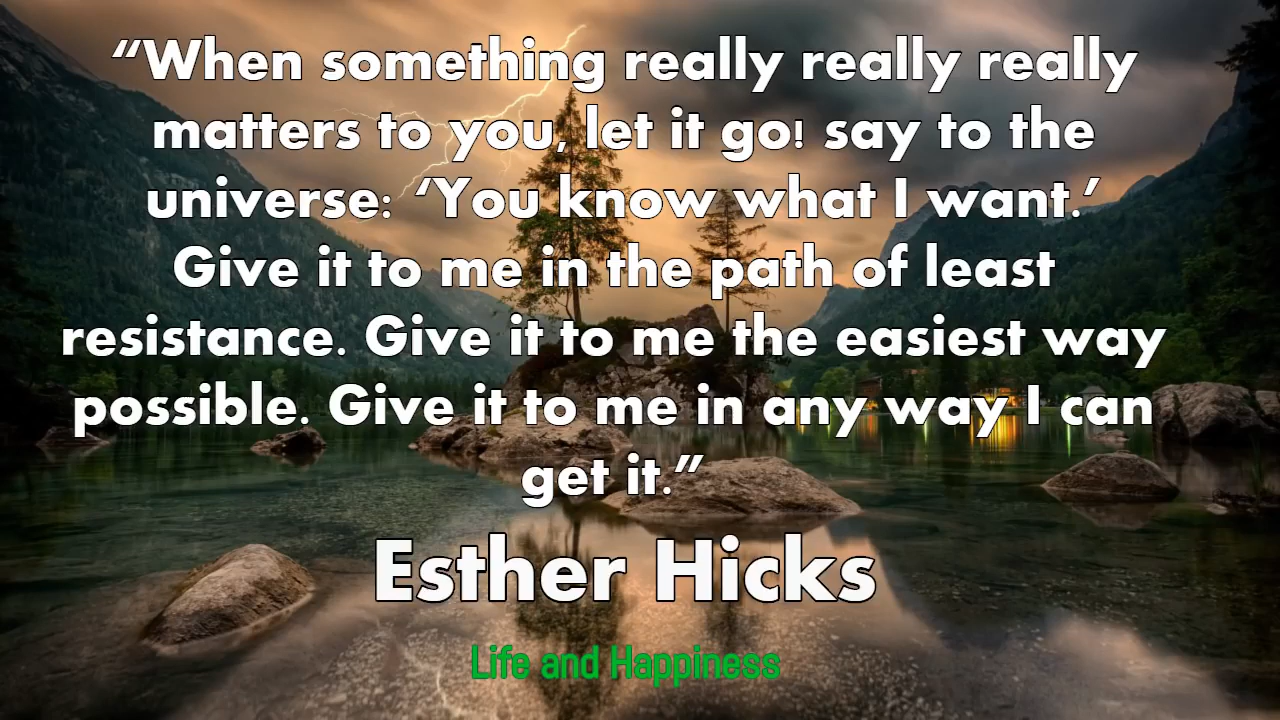 “When something really really really
matters to you, let it go! say to the
universe: ‘You know what I want.’
Give it to me in the path of least
resistance. Give it to me the easiest way
possible. Give it to me in any way I can
get it.”
Esther Hicks
Life and Happiness